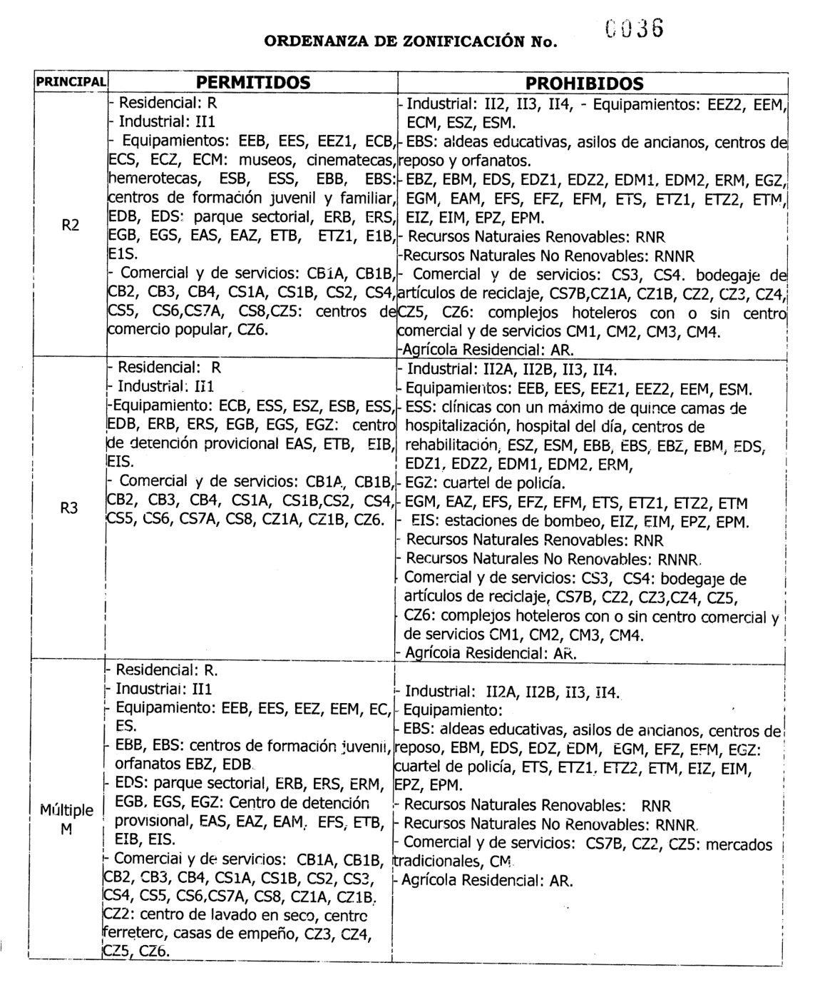 ORDENANZA DE ZONIFICACIÓN No. 0036
PRINCIPAL PERMITIDOS PROHIBIDOS
R2
- Residencial: R
- Industrial: II1
- Equipamientos: EEB, EES, EEZ1, ECB,
ECS, ECZ, ECM: museos, cinematecas,
hemerotecas, ESB, ESS, EBB, EBS:
centros de formación juvenil y familiar,
EDB, EDS: parque sectorial, ERB, ERS,
EGB, EGS, EAS, EAZ, ETB, ETZ1, E1B,
E1S.
- Comercial y de servicios: CB1A, CB1B,
CB2, CB3, CB4, CS1A, CS1B, CS2, CS4,
CS5, CS6,CS7A, CS8,CZ5: centros de
comercio popular, CZ6.
- Industrial: II2, II3, II4, - Equipamientos: EEZ2, EEM,
ECM, ESZ, ESM.
- EBS: aldeas educativas, asilos de ancianos, centros de
reposo y orfanatos.
- EBZ, EBM, EDS, EDZ1, EDZ2, EDM1, EDM2, ERM, EGZ,
EGM, EAM, EFS, EFZ, EFM, ETS, ETZ1, ETZ2, ETM,
EIZ, EIM, EPZ, EPM.
- Recursos Naturales Renovables: RNR
-Recursos Naturales No Renovables: RNNR
- Comercial y de servicios: CS3, CS4. bodegaje de
artículos de reciclaje, CS7B,CZ1A, CZ1B, CZ2, CZ3, CZ4,
CZ5, CZ6: complejos hoteleros con o sin centro
comercial y de servicios CM1, CM2, CM3, CM4.
-Agrícola Residencial: AR.
R3
- Residencial: R
- Industrial: II1
-Equipamiento: ECB, ESS, ESZ, ESB, ESS,
EDB, ERB, ERS, EGB, EGS, EGZ: centro
de detención provicional EAS, ETB, EIB,
EIS.
- Comercial y de servicios: CB1A, CB1B,
CB2, CB3, CB4, CS1A, CS1B,CS2, CS4,
CS5, CS6, CS7A, CS8, CZ1A, CZ1B, CZ6.
- Industrial: II2A, II2B, II3, II4.
- Equipamientos: EEB, EES, EEZ1, EEZ2, EEM, ESM.
- ESS: clínicas con un máximo de quince camas de
hospitalización, hospital del día, centros de
rehabilitación, ESZ, ESM, EBB, EBS, EBZ, EBM, EDS,
EDZ1, EDZ2, EDM1, EDM2, ERM,
- EGZ: cuartel de policía.
- EGM, EAZ, EFS, EFZ, EFM, ETS, ETZ1, ETZ2, ETM
- EIS: estaciones de bombeo, EIZ, EIM, EPZ, EPM.
- Recursos Naturales Renovables: RNR
- Recursos Naturales No Renovables: RNNR.
Comercial y de servicios: CS3, CS4: bodegaje de
artículos de reciclaje, CS7B, CZ2, CZ3,CZ4, CZ5,
CZ6: complejos hoteleros con o sin centro comercial y
de servicios CM1, CM2, CM3, CM4.
- Agrícola Residencial: AR.
Múltiple
M
- Residencial: R.
- Industrial: II1
- Equipamiento: EEB, EES, EEZ, EEM, EC,
ES.
- EBB, EBS: centros de formación juvenil,
orfanatos EBZ, EDB
- EDS: parque sectorial, ERB, ERS, ERM,
EGB, EGS, EGZ: Centro de detención
provisional, EAS, EAZ, EAM, EFS, ETB,
EIB, EIS.
- Comercial y de servicios: CB1A, CB1B,
CB2, CB3, CB4, CS1A, CS1B, CS2, CS3,
CS4, CS5, CS6,CS7A, CS8, CZ1A, CZ1B,
CZ2: centro de lavado en seco, centro
ferretero, casas de empeño, CZ3, CZ4,
CZ5, CZ6.
- Industrial: II2A, II2B, II3, II4.
- Equipamiento:
- EBS: aldeas educativas, asilos de ancianos, centros de
reposo, EBM, EDS, EDZ, EDM, EGM, EFZ, EFM, EGZ:
cuartel de policía, ETS, ETZ1, ETZ2, ETM, EIZ, EIM,
EPZ, EPM.
- Recursos Naturales Renovables: RNR
- Recursos Naturales No Renovables: RNNR.
- Comercial y de servicios: CS7B, CZ2, CZ5: mercados
tradicionales, CM
- Agrícola Residencial: AR.